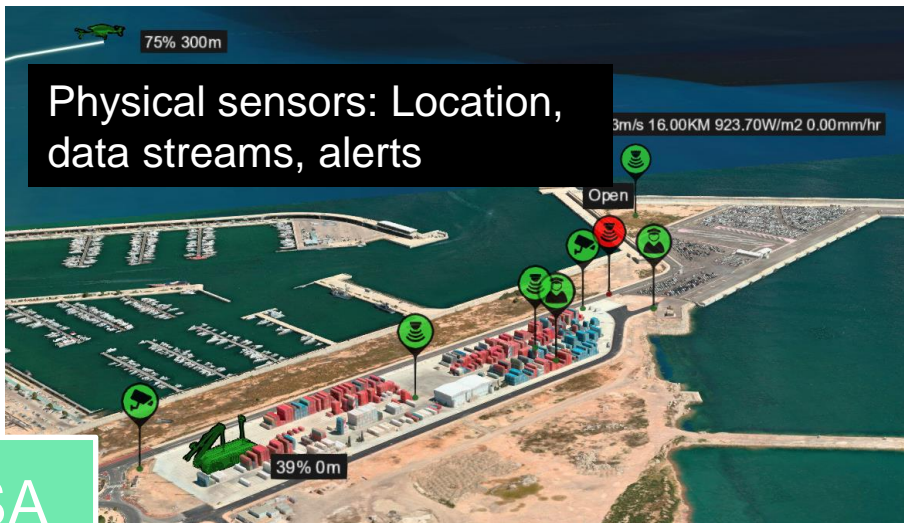 75% 300m
Physical sensors: Location,
data streams, alerts
3m/s 16.00KM 923.70W/m2 0.00mm/hr
Open
39% 0m
SA